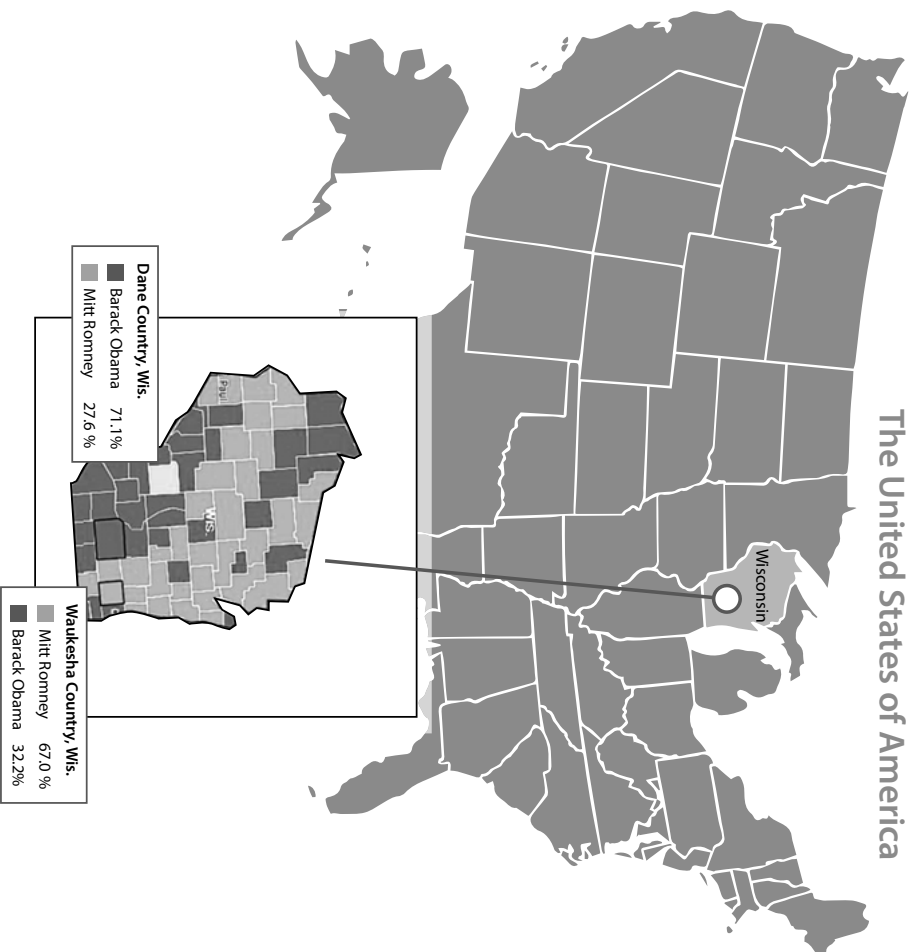 The United States of America
Wisconsin
Paul
Wis.
Dane Country, Wis.
Barack Obama 71.1%
Mitt Romney 27.6 %
Waukesha Country, Wis.
Mitt Romney 67.0 %
Barack Obama 32.2%